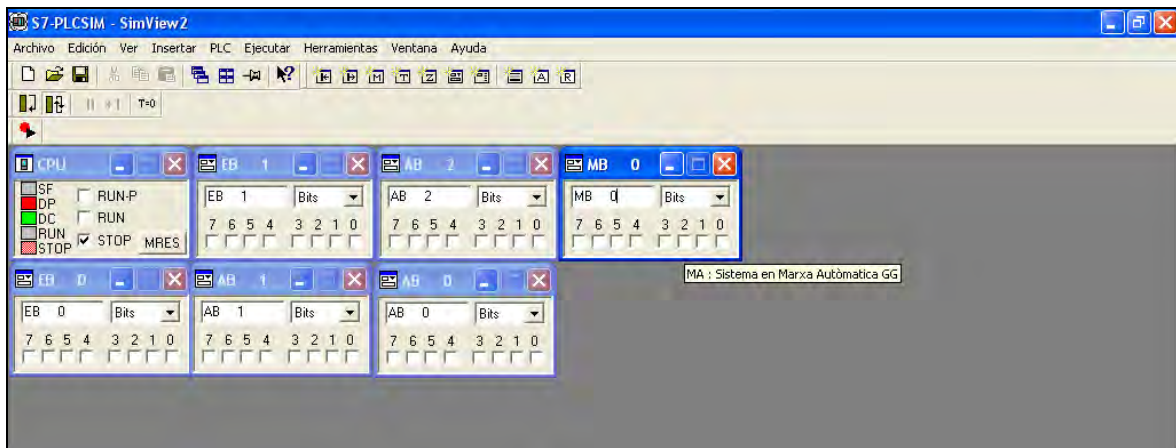 S7-PLCSIM - SimView2
Archivo Edición Ver Insertar PLC Ejecutar Herramientas Ventana Ayuda
T=0
CPU
SF
DP
DC
RUN
STOP
RUN-P
RUN
STOP
MRES
EB 1
EB 1 Bits
7 6 5 4 3 2 1 0
AB 2
AB 2 Bits
7 6 5 4 3 2 1 0
MB 0
MB 0 Bits
7 6 5 4 3 2 1 0
MA : Sistema en Marxa Autòmatica GG
EB 0
EB 0 Bits
7 6 5 4 3 2 1 0
AB 1
AB 1 Bits
7 6 5 4 3 2 1 0
AB 0
AB 0 Bits
7 6 5 4 3 2 1 0